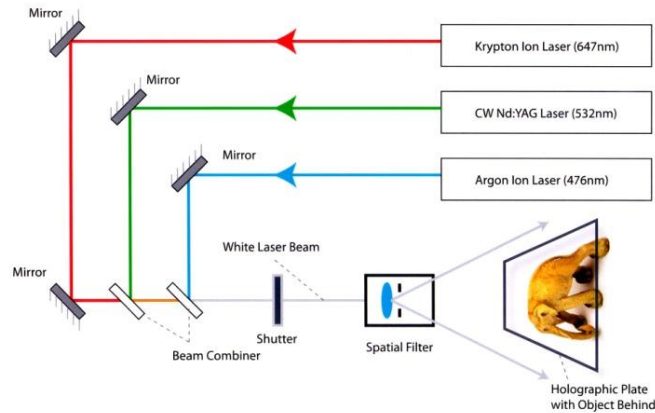 Mirror
Krypton Ion Laser (647nm)
Mirror
CW Nd:YAG Laser (532nm)
Mirror
Argon Ion Laser (476nm)
White Laser Beam
Mirror
Shutter
Spatial Filter
Beam Combiner
Holographic Plate
with Object Behind